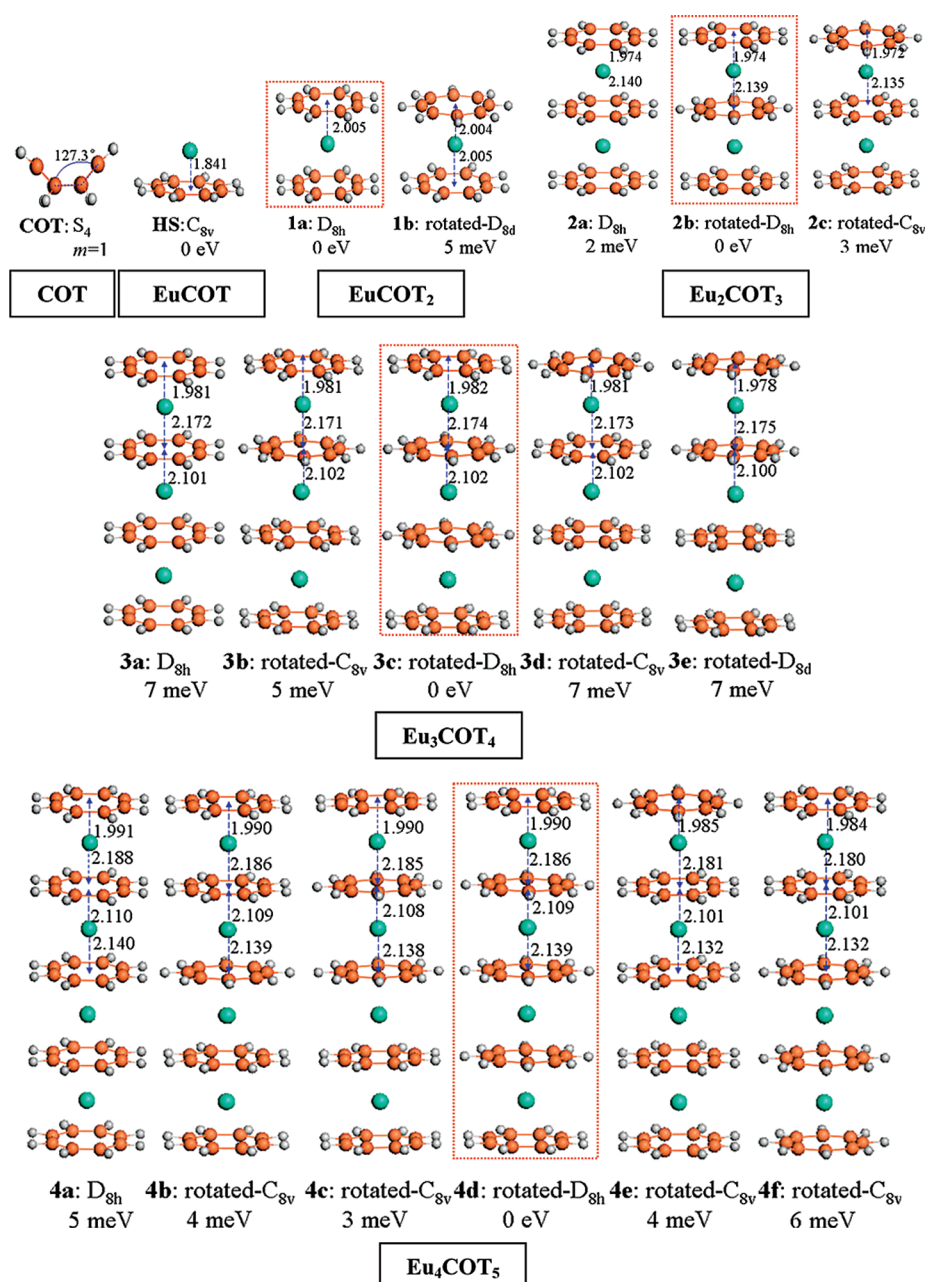 1.974
2.140
1.974
2.139
1.972
2.135
127.3°
1.841
2.005
2.004
2.005
COT: S4
m=1
HS: C8v
0 eV
1a: D8h
0 eV
1b: rotated-D8d
5 meV
2a: D8h
2 meV
2b: rotated-D8h
0 eV
2c: rotated-C8v
3 meV
COT
EuCOT
EuCOT2
Eu2COT3
1.981
2.172
2.101
1.981
2.171
2.102
1.982
2.174
2.102
1.981
2.173
2.102
1.978
2.175
2.100
3a: D8h
7 meV
3b: rotated-C8v
5 meV
3c: rotated-D8h
0 eV
3d: rotated-C8v
7 meV
3e: rotated-D8d
7 meV
Eu3COT4
1.991
2.188
2.110
2.140
1.990
2.186
2.109
2.139
1.990
2.185
2.108
2.138
1.990
2.186
2.109
2.139
1.985
2.181
2.101
2.132
1.984
2.180
2.101
2.132
4a: D8h
5 meV
4b: rotated-C8v
4 meV
4c: rotated-C8v
3 meV
4d: rotated-D8h
0 eV
4e: rotated-C8v
4 meV
4f: rotated-C8v
6 meV
Eu4COT5